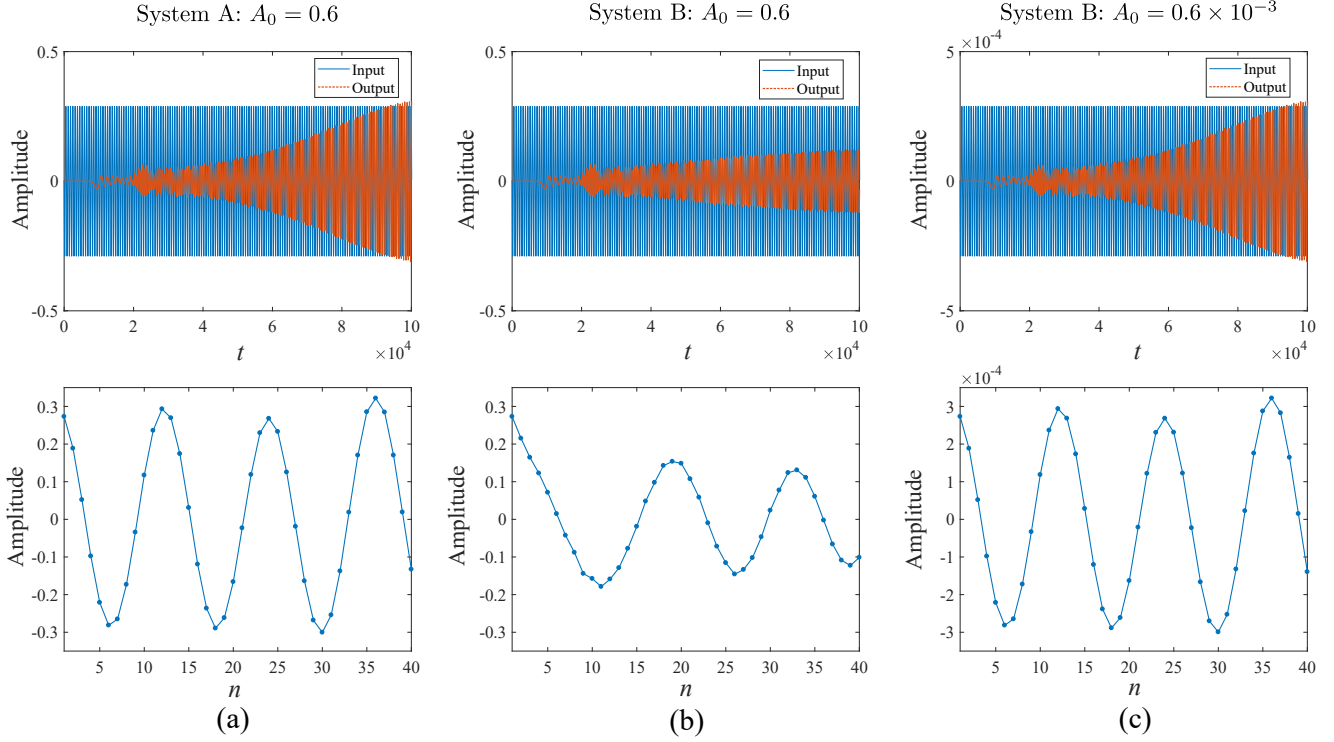 System A: $A_0 = 0.6$
0.5
0
-0.5
Amplitude
Input
Output
0 2 4 6 8 10
t
×10⁴
0.3
0.2
0.1
0
-0.1
-0.2
-0.3
Amplitude
5 10 15 20 25 30 35 40
n
(a)
System B: $A_0 = 0.6$
0.5
0
-0.5
Amplitude
Input
Output
0 2 4 6 8 10
t
×10⁴
0.3
0.2
0.1
0
-0.1
-0.2
-0.3
Amplitude
5 10 15 20 25 30 35 40
n
(b)
System B: $A_0 = 0.6 \times 10^{-3}$
×10⁻⁴
5
0
-5
Amplitude
Input
Output
0 2 4 6 8 10
t
×10⁴
×10⁻⁴
3
2
1
0
-1
-2
-3
Amplitude
5 10 15 20 25 30 35 40
n
(c)